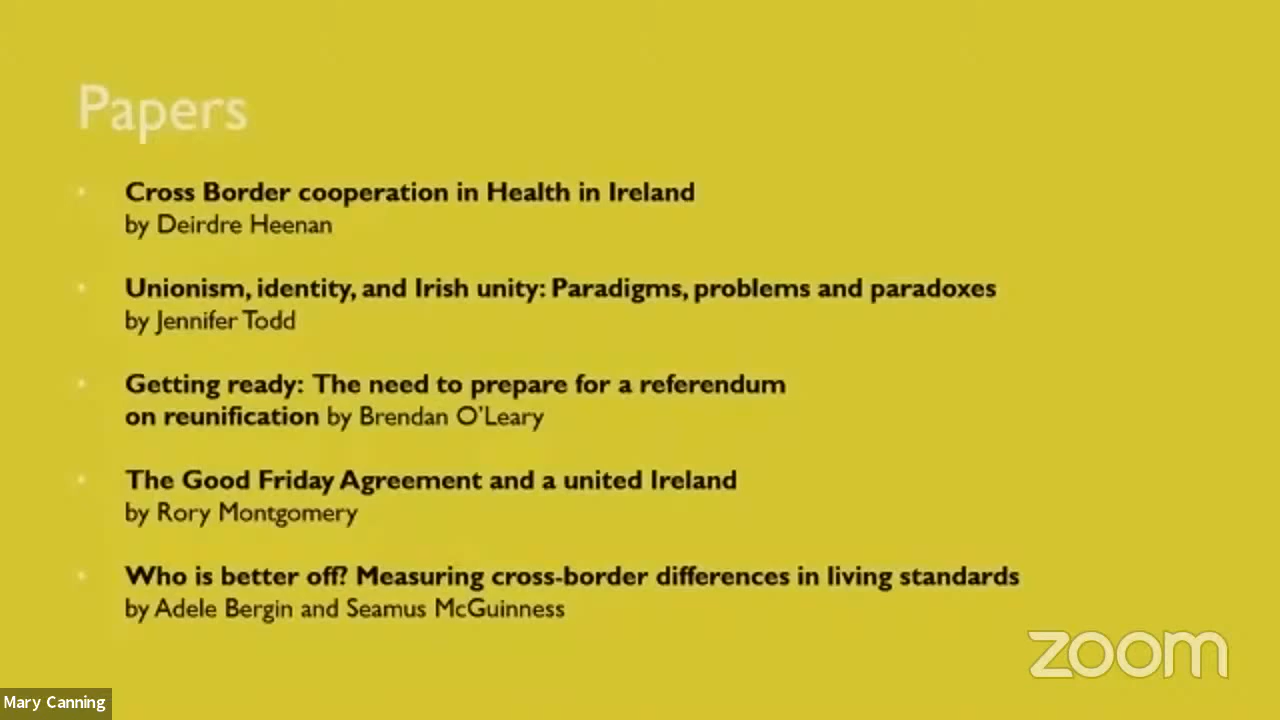 Papers
• Cross Border cooperation in Health in Ireland
by Deirdre Heenan
• Unionism, identity, and Irish unity: Paradigms, problems and paradoxes
by Jennifer Todd
• Getting ready: The need to prepare for a referendum
on reunification by Brendan O'Leary
• The Good Friday Agreement and a united Ireland
by Rory Montgomery
• Who is better off? Measuring cross-border differences in living standards
by Adele Bergin and Seamus McGuinness
zoom
Mary Canning